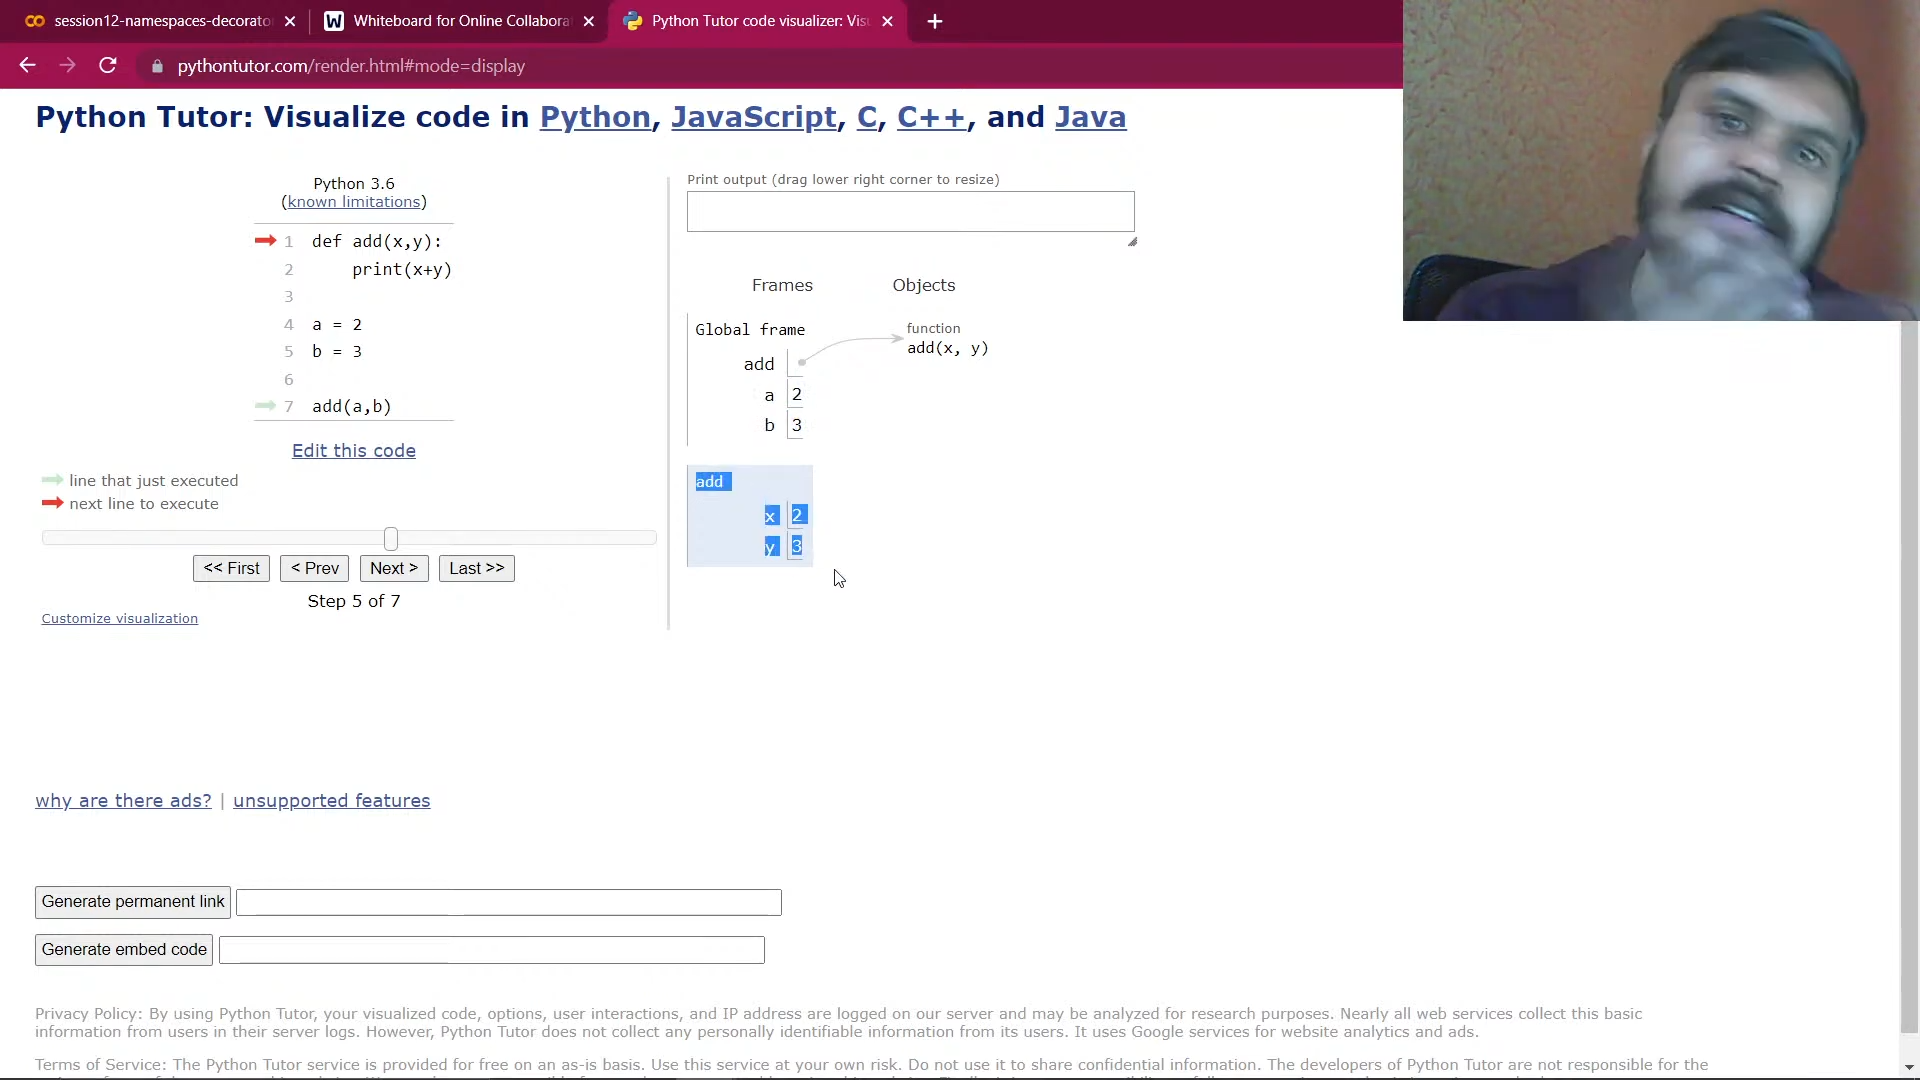 session12-namespaces-decorato
Whiteboard for Online Collabora
Python Tutor code visualizer: Vis
pythontutor.com/render.html#mode=display
Python Tutor: Visualize code in Python, JavaScript, C, C++, and Java
Python 3.6
(known limitations)
1 def add(x,y):
2 print(x+y)
3
4 a = 2
5 b = 3
6
7 add(a,b)
Edit this code
line that just executed
next line to execute
<< First < Prev Next > Last >>
Step 5 of 7
Customize visualization
Print output (drag lower right corner to resize)
Frames Objects
Global frame
add
a 2
b 3
function
add(x, y)
add
x 2
y 3
why are there ads? | unsupported features
Generate permanent link
Generate embed code
Privacy Policy: By using Python Tutor, your visualized code, options, user interactions, and IP address are logged on our server and may be analyzed for research purposes. Nearly all web services collect this basic
information from users in their server logs. However, Python Tutor does not collect any personally identifiable information from its users. It uses Google services for website analytics and ads.
Terms of Service: The Python Tutor service is provided for free on an as-is basis. Use this service at your own risk. Do not use it to share confidential information. The developers of Python Tutor are not responsible for the